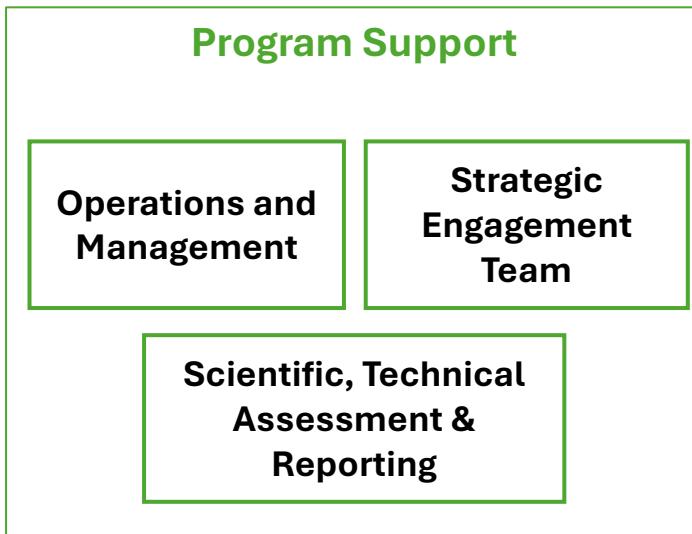 Program Support
Operations and
Management
Strategic
Engagement
Team
Scientific, Technical
Assessment &
Reporting